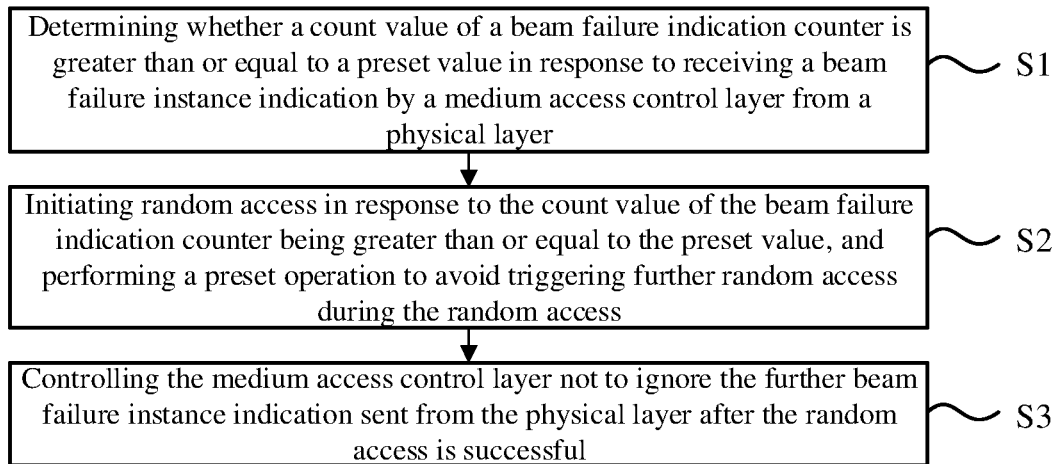 Determining whether a count value of a beam failure indication counter is
greater than or equal to a preset value in response to receiving a beam
failure instance indication by a medium access control layer from a
physical layer
S1
Initiating random access in response to the count value of the beam failure
indication counter being greater than or equal to the preset value, and
performing a preset operation to avoid triggering further random access
during the random access
S2
Controlling the medium access control layer not to ignore the further beam
failure instance indication sent from the physical layer after the random
access is successful
S3